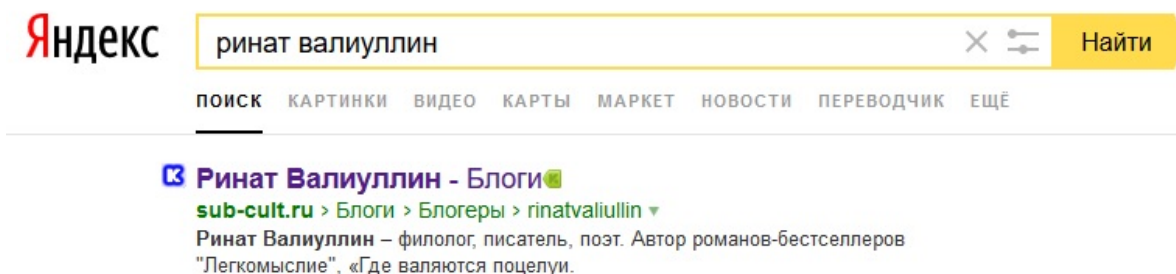 Яндекс ринат валиуллин Найти
ПОИСК КАРТИНКИ ВИДЕО КАРТЫ МАРКЕТ НОВОСТИ ПЕРЕВОДЧИК ЕЩЁ
Ринат Валиуллин - Блоги
sub-cult.ru > Блоги > Блогеры > rinatvaliullin
Ринат Валиуллин – филолог, писатель, поэт. Автор романов-бестселлеров
"Легкомыслие", «Где валяются поцелуи.